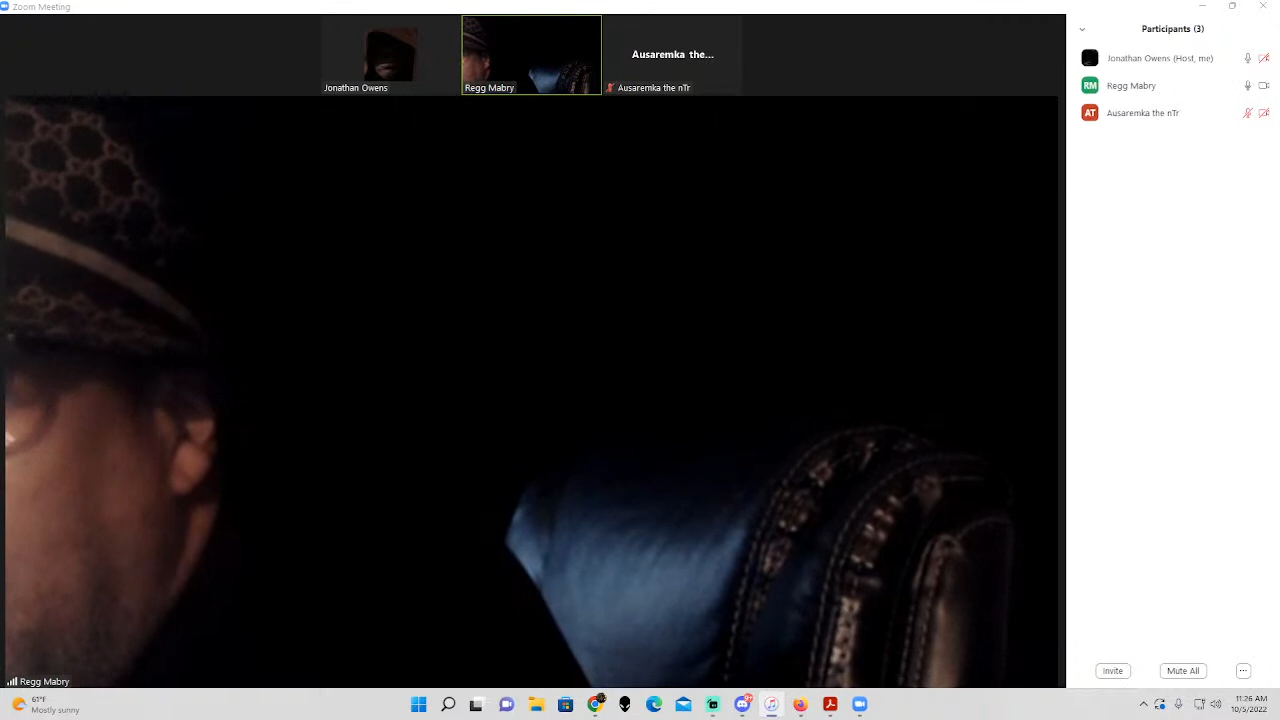 Zoom Meeting
Jonathan Owens
Regg Mabry
Ausaremka the...
Ausaremka the nTr
Participants (3)
Jonathan Owens (Host, me)
RM Regg Mabry
AT Ausaremka the nTr
Regg Mabry
Invite
Mute All
61°F
Mostly sunny
11:26 AM
10/5/2022